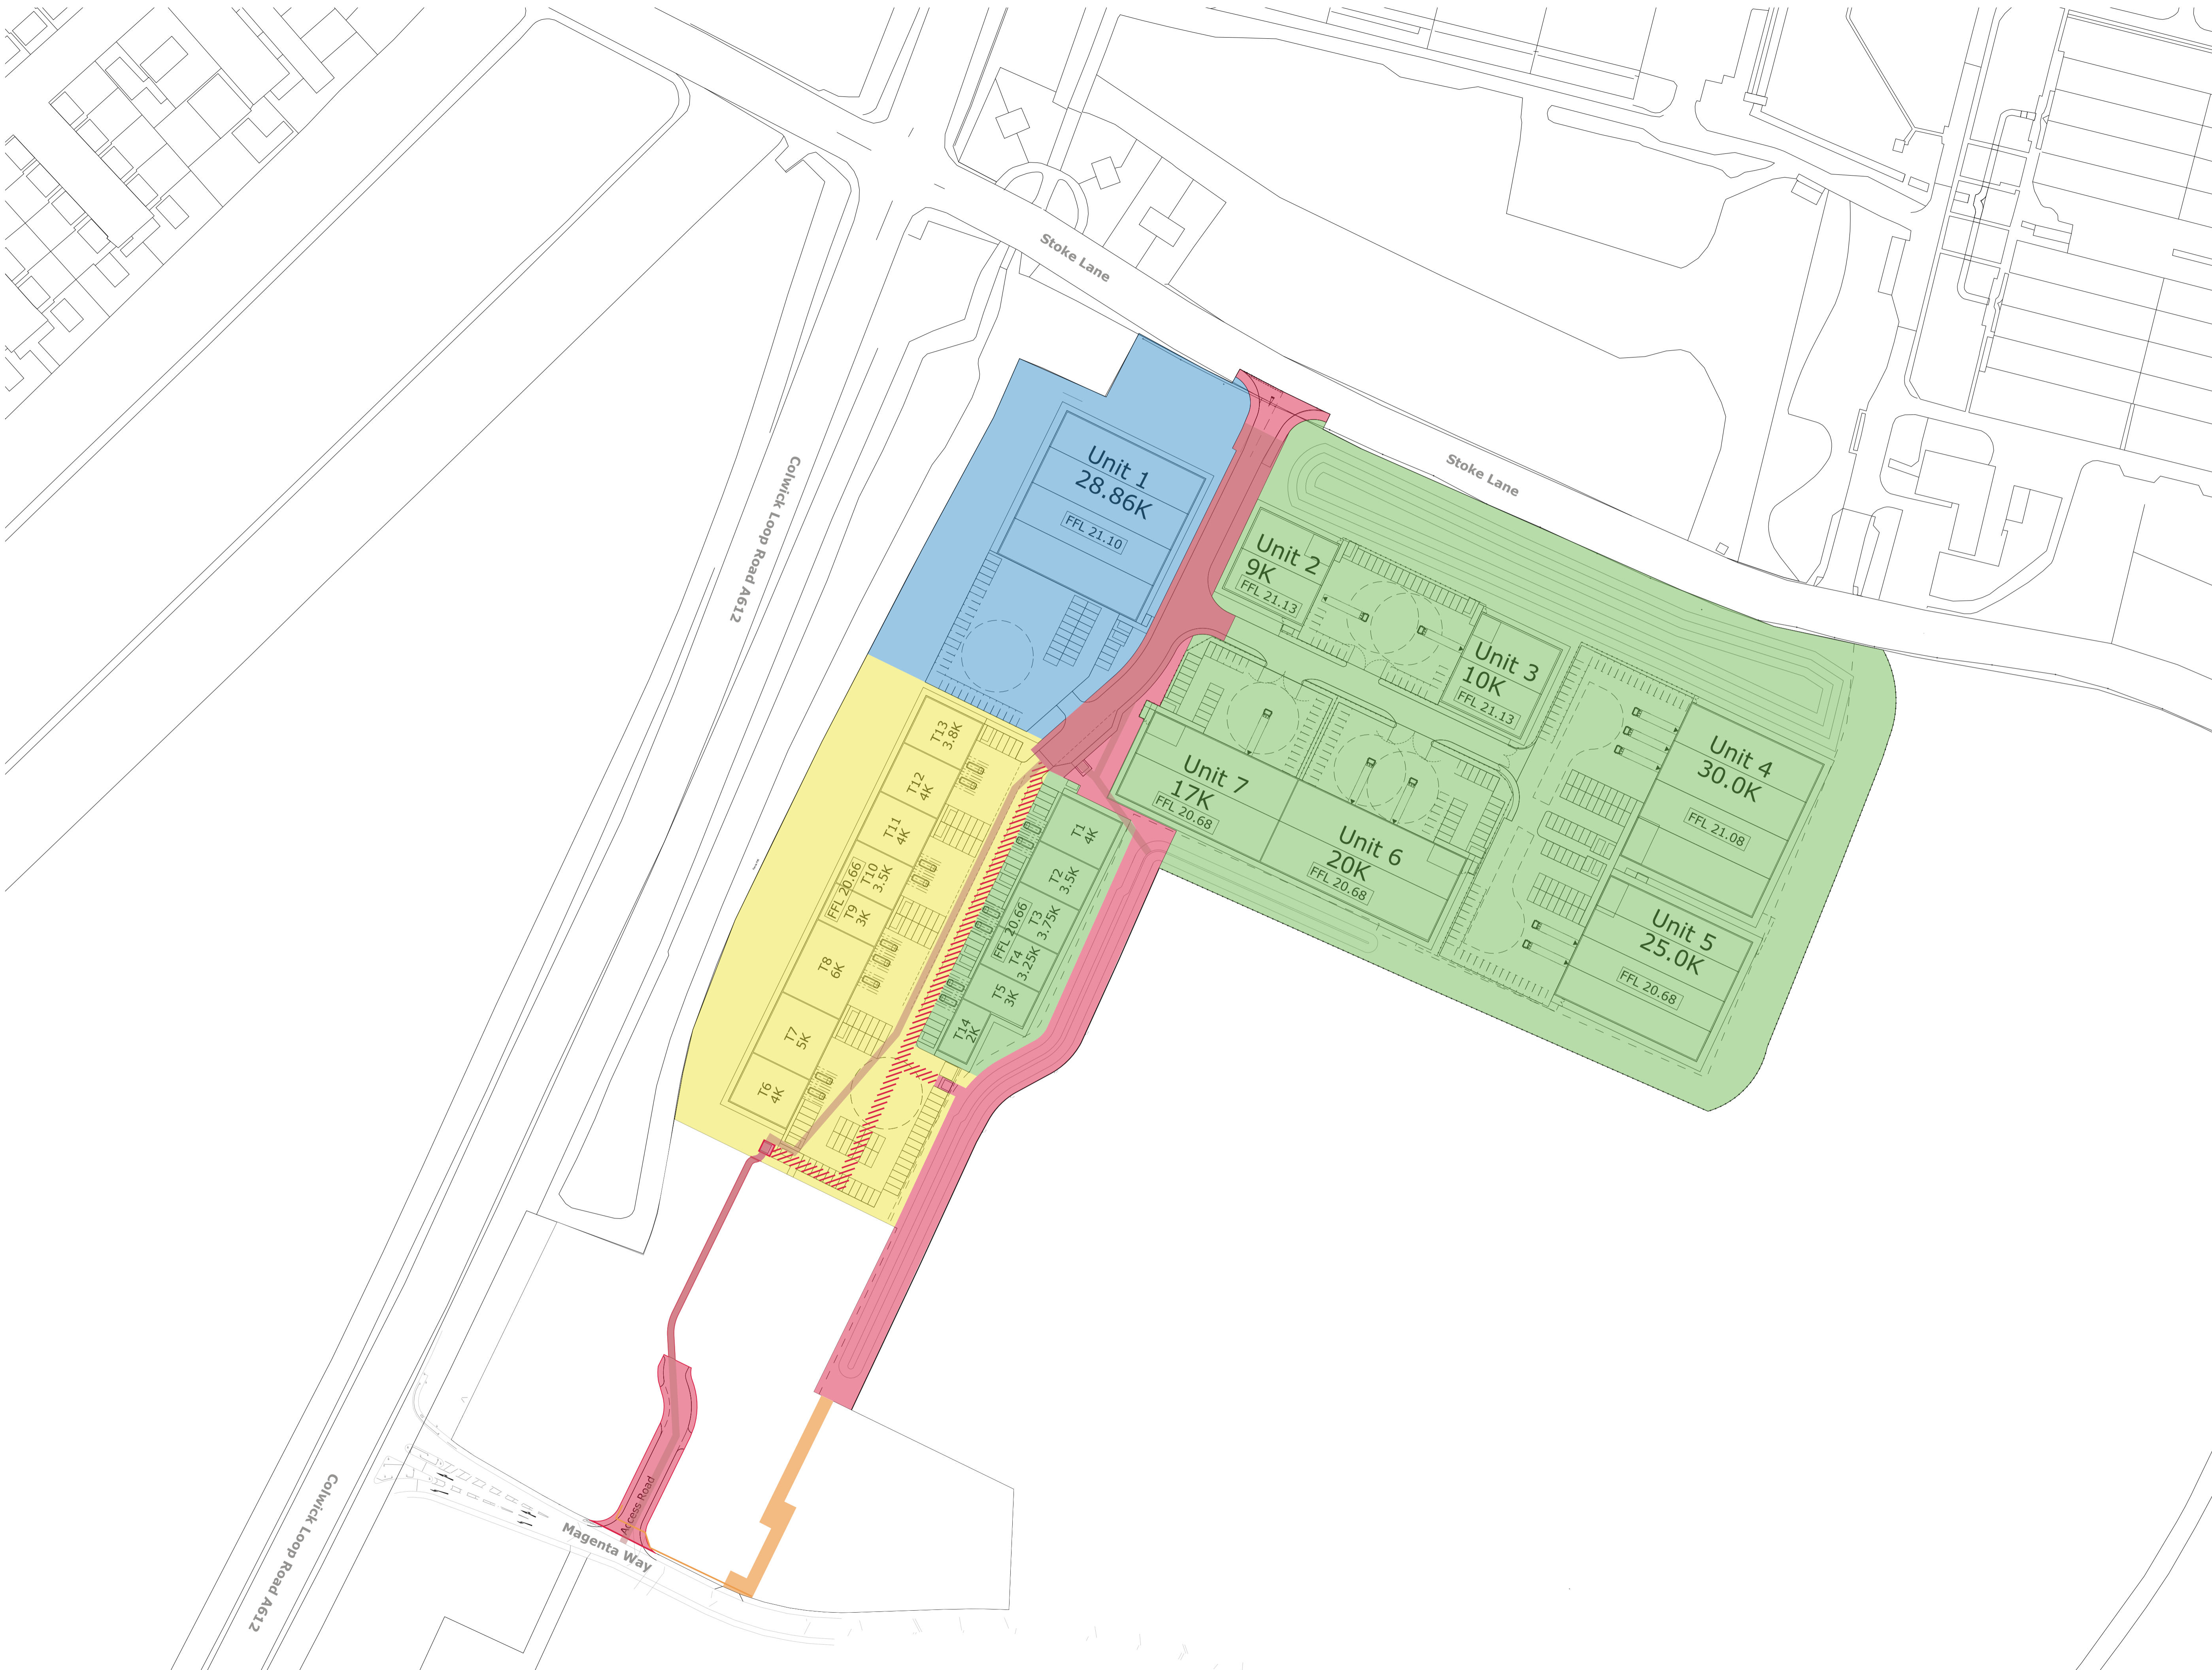 Stoke Lane
Stoke Lane
Colwick Loop Road A612
Unit 1
28.86K
FFL 21.10
Unit 2
9K
FFL 21.13
Unit 3
10K
FFL 21.13
Unit 4
30.0K
FFL 21.08
Unit 5
25.0K
FFL 20.68
Unit 6
20K
FFL 20.68
Unit 7
17K
FFL 20.68
T13
3.8K
T12
4K
T11
4K
T10
3.5K
FFL 20.66
T9
3K
T8
6K
T7
5K
T6
4K
T1
4K
T2
3.5K
T3
3.75K
FFL 20.66
T4
3.25K
T5
3K
T14
2K
Access Road
Magenta Way
Colwick Loop Road A612